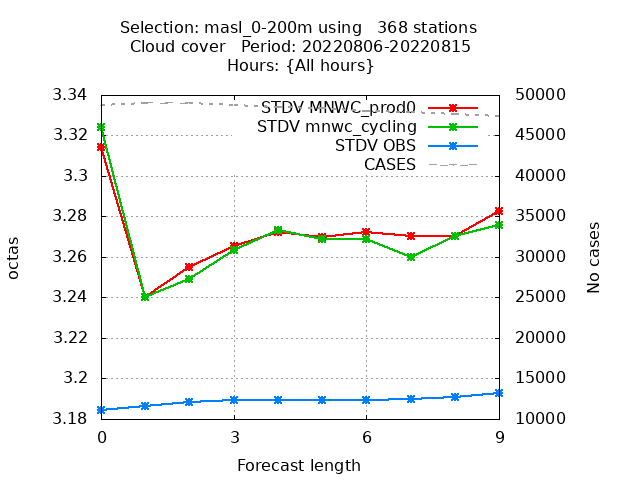 Selection: masl_0-200m using   368 stations
Cloud cover   Period: 20220806-20220815
Hours: {All hours}
STDV MNWC_prod0
STDV mnwc_cycling
STDV OBS
CASES
3.34
3.32
3.3
3.28
3.26
3.24
3.22
3.2
3.18
50000
45000
40000
35000
30000
25000
20000
15000
10000
octas
No cases
0
3
6
9
Forecast length